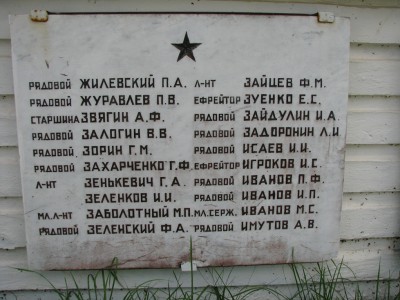 РЯДОВОЙ ЖИЛЕВСКИЙ П.А.
РЯДОВОЙ ЖУРАВЛЕВ П.В.
СТАРШИНА ЗВЯГИН А.Ф.
РЯДОВОЙ ЗАЛОГИН В.В.
РЯДОВОЙ ЗОРИН Г.М.
РЯДОВОЙ ЗАХАРЧЕНКО Г.Ф.
Л-НТ ЗЕНЬКЕВИЧ Г.А.
ЗЕЛЕНКОВ И.И.
МЛ.Л-НТ ЗАБОЛОТНЫЙ М.П.
РЯДОВОЙ ЗЕЛЕНСКИЙ Ф.А.
Л-НТ ЗАЙЦЕВ Ф.М.
ЕФРЕЙТОР ЗУЕНКО Е.С.
РЯДОВОЙ ЗАЙДУЛИН И.А.
РЯДОВОЙ ЗАДОРОНИН Л.И.
РЯДОВОЙ ИСАЕВ И.И.
ЕФРЕЙТОР ИГРОКОВ И.С.
РЯДОВОЙ ИВАНОВ П.Ф.
РЯДОВОЙ ИВАНОВ И.П.
МЛ.СЕРЖ. ИВАНОВ М.С.
РЯДОВОЙ ИМУТОВ А.В.